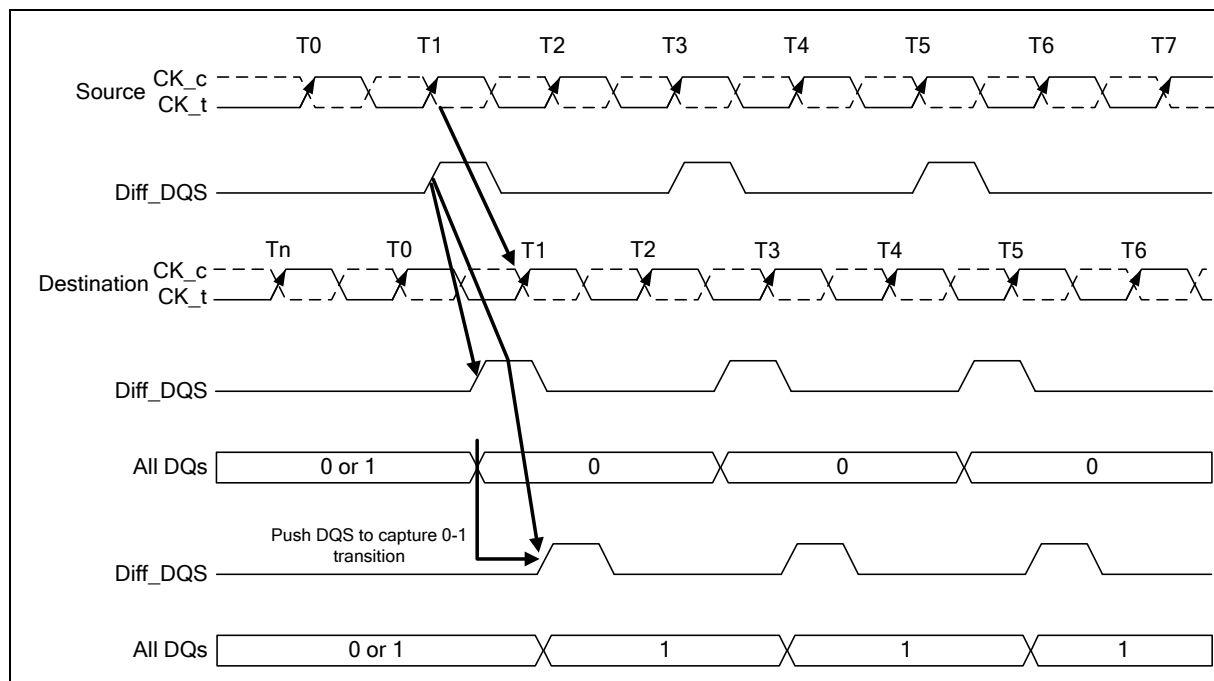 T0 T1 T2 T3 T4 T5 T6 T7
CK_c
Source
CK_t
Diff_DQS
Tn T0 T1 T2 T3 T4 T5 T6
CK_c
Destination
CK_t
Diff_DQS
All DQs 0 or 1 0 0 0
Push DQS to capture 0-1
transition
Diff_DQS
All DQs 0 or 1 1 1 1